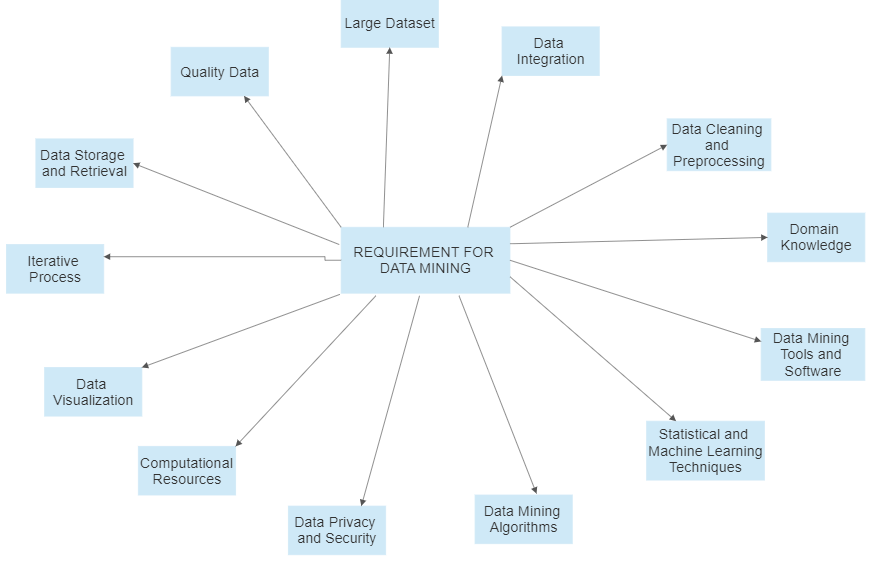 Large Dataset
Data
Integration
Quality Data
Data Cleaning
and
Preprocessing
Data Storage
and Retrieval
Domain
Knowledge
REQUIREMENT FOR
DATA MINING
Iterative
Process
Data Mining
Tools and
Software
Data
Visualization
Statistical and
Machine Learning
Techniques
Computational
Resources
Data Mining
Algorithms
Data Privacy
and Security